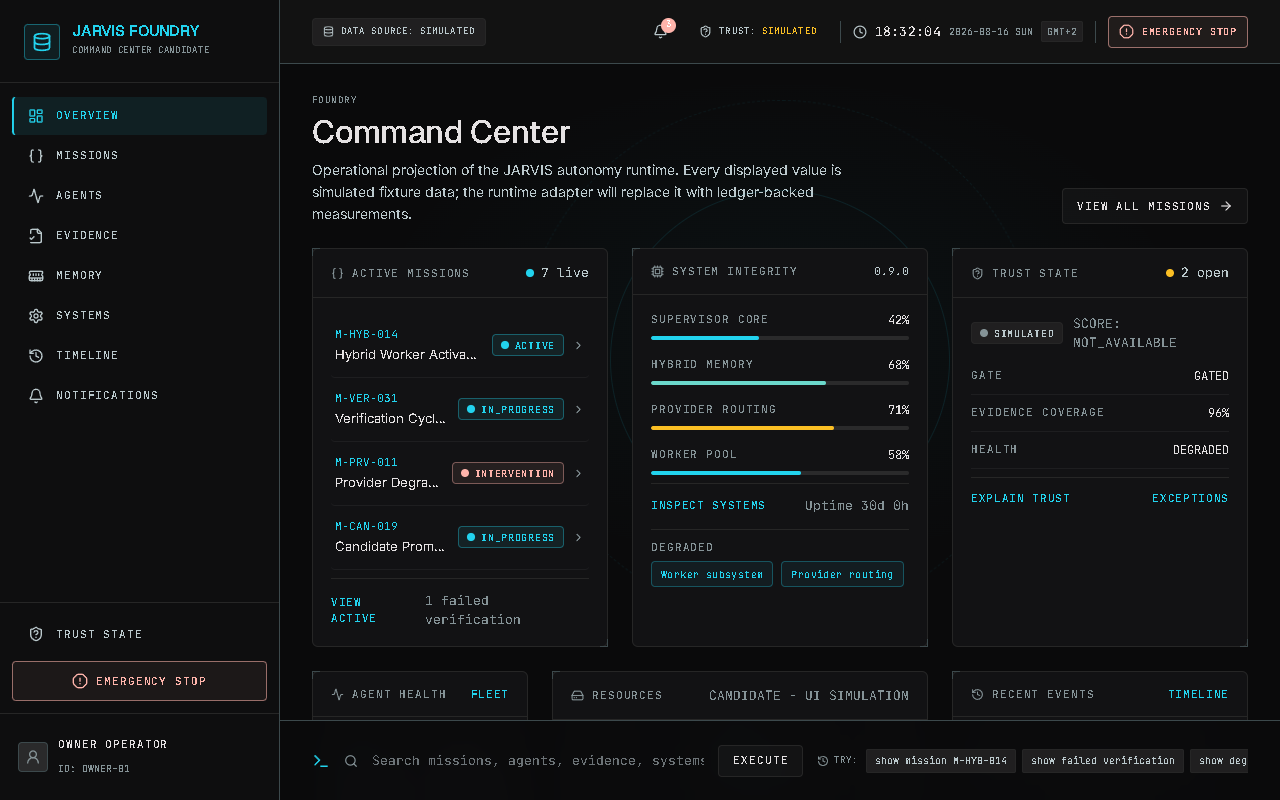 JARVIS FOUNDRY
COMMAND CENTER CANDIDATE
OVERVIEW
MISSIONS
AGENTS
EVIDENCE
MEMORY
SYSTEMS
TIMELINE
NOTIFICATIONS
TRUST STATE
EMERGENCY STOP
OWNER OPERATOR
ID: OWNER-01
DATA SOURCE: SIMULATED
3
TRUST: SIMULATED
18:32:04 2026-08-16 SUN GMT+2
EMERGENCY STOP
FOUNDRY
Command Center
Operational projection of the JARVIS autonomy runtime. Every displayed value is
simulated fixture data; the runtime adapter will replace it with ledger-backed
measurements.
VIEW ALL MISSIONS
ACTIVE MISSIONS 7 live
M-HYB-014
Hybrid Worker Activa...
ACTIVE
M-VER-031
Verification Cycl...
IN_PROGRESS
M-PRV-011
Provider Degra...
INTERVENTION
M-CAN-019
Candidate Prom...
IN_PROGRESS
VIEW ACTIVE
1 failed verification
SYSTEM INTEGRITY 0.9.0
SUPERVISOR CORE 42%
HYBRID MEMORY 68%
PROVIDER ROUTING 71%
WORKER POOL 58%
INSPECT SYSTEMS Uptime 30d 0h
DEGRADED
Worker subsystem Provider routing
TRUST STATE 2 open
SIMULATED SCORE: NOT_AVAILABLE
GATE GATED
EVIDENCE COVERAGE 96%
HEALTH DEGRADED
EXPLAIN TRUST EXCEPTIONS
AGENT HEALTH FLEET
RESOURCES CANDIDATE - UI SIMULATION
RECENT EVENTS TIMELINE
Search missions, agents, evidence, systems
EXECUTE
TRY: show mission M-HYB-014 show failed verification show deg